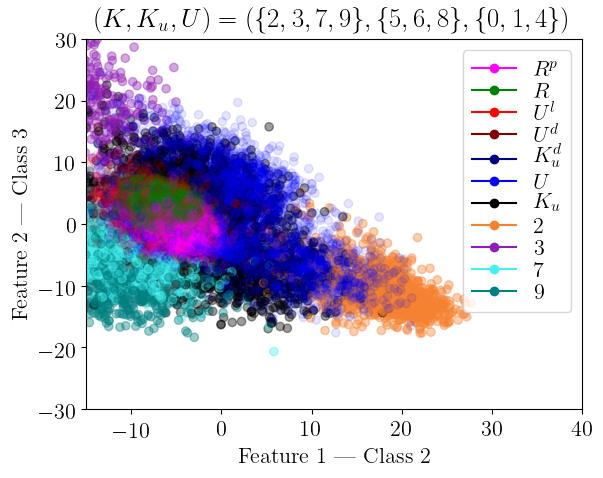 (K, K_u, U) = ({2, 3, 7, 9}, {5, 6, 8}, {0, 1, 4})
30
20
10
0
−10
−20
−30
Feature 2 — Class 3
R^p
R
U^l
U^d
K_u^d
U
K_u
2
3
7
9
−10
0
10
20
30
40
Feature 1 — Class 2